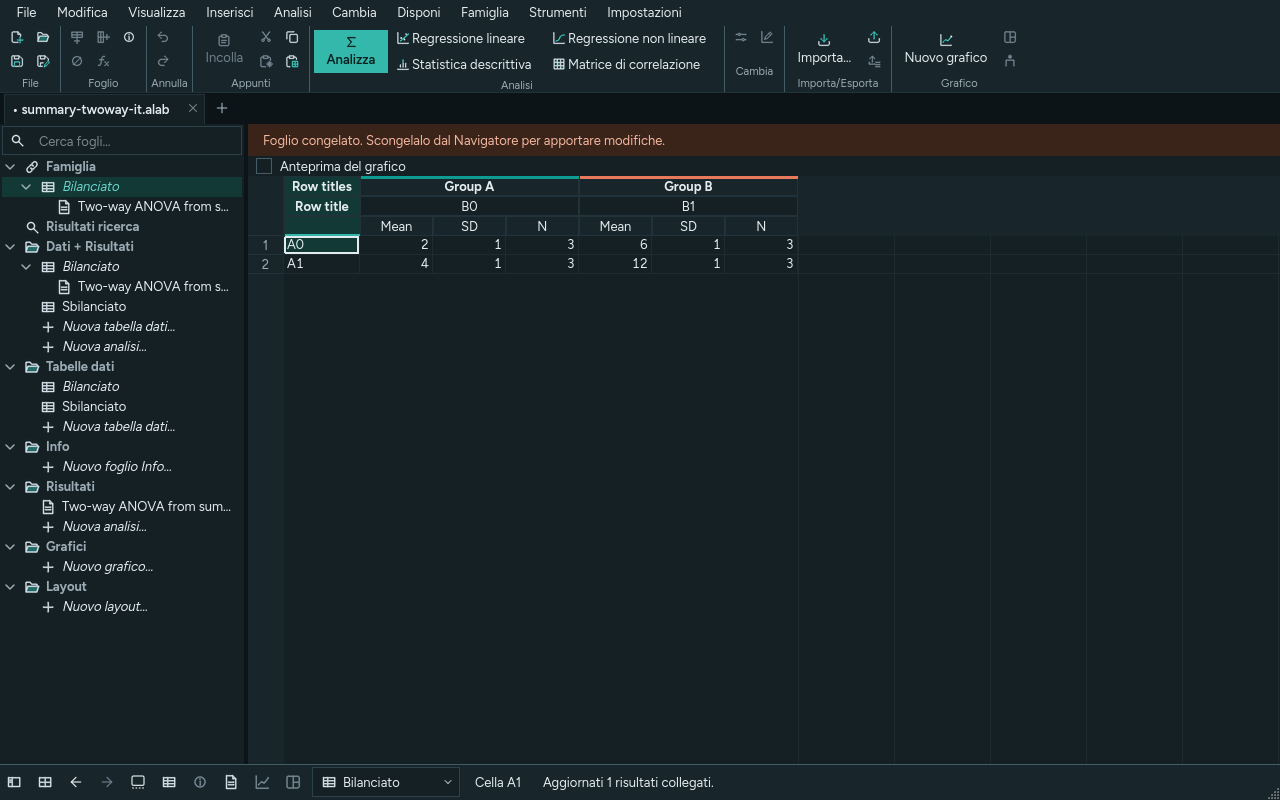 File Modifica Visualizza Inserisci Analisi Cambia Disponi Famiglia Strumenti Impostazioni
Incolla
Σ
Analizza
Regressione lineare
Regressione non lineare
Statistica descrittiva
Matrice di correlazione
Importa...
Nuovo grafico
File Foglio Annulla Appunti Analisi Cambia Importa/Esporta Grafico
• summary-twoway-it.alab
Cerca fogli...
Foglio congelato. Scongelalo dal Navigatore per apportare modifiche.
Anteprima del grafico
Famiglia
Bilanciato
Two-way ANOVA from s...
Risultati ricerca
Dati + Risultati
Bilanciato
Two-way ANOVA from s...
Sbilanciato
Nuova tabella dati...
Nuova analisi...
Tabelle dati
Bilanciato
Sbilanciato
Nuova tabella dati...
Info
Nuovo foglio Info...
Risultati
Two-way ANOVA from sum...
Nuova analisi...
Grafici
Nuovo grafico...
Layout
Nuovo layout...
Row titles Group A Group B
Row title B0 B1
Mean SD N Mean SD N
1 A0 2 1 3 6 1 3
2 A1 4 1 3 12 1 3
Bilanciato
Cella A1
Aggiornati 1 risultati collegati.